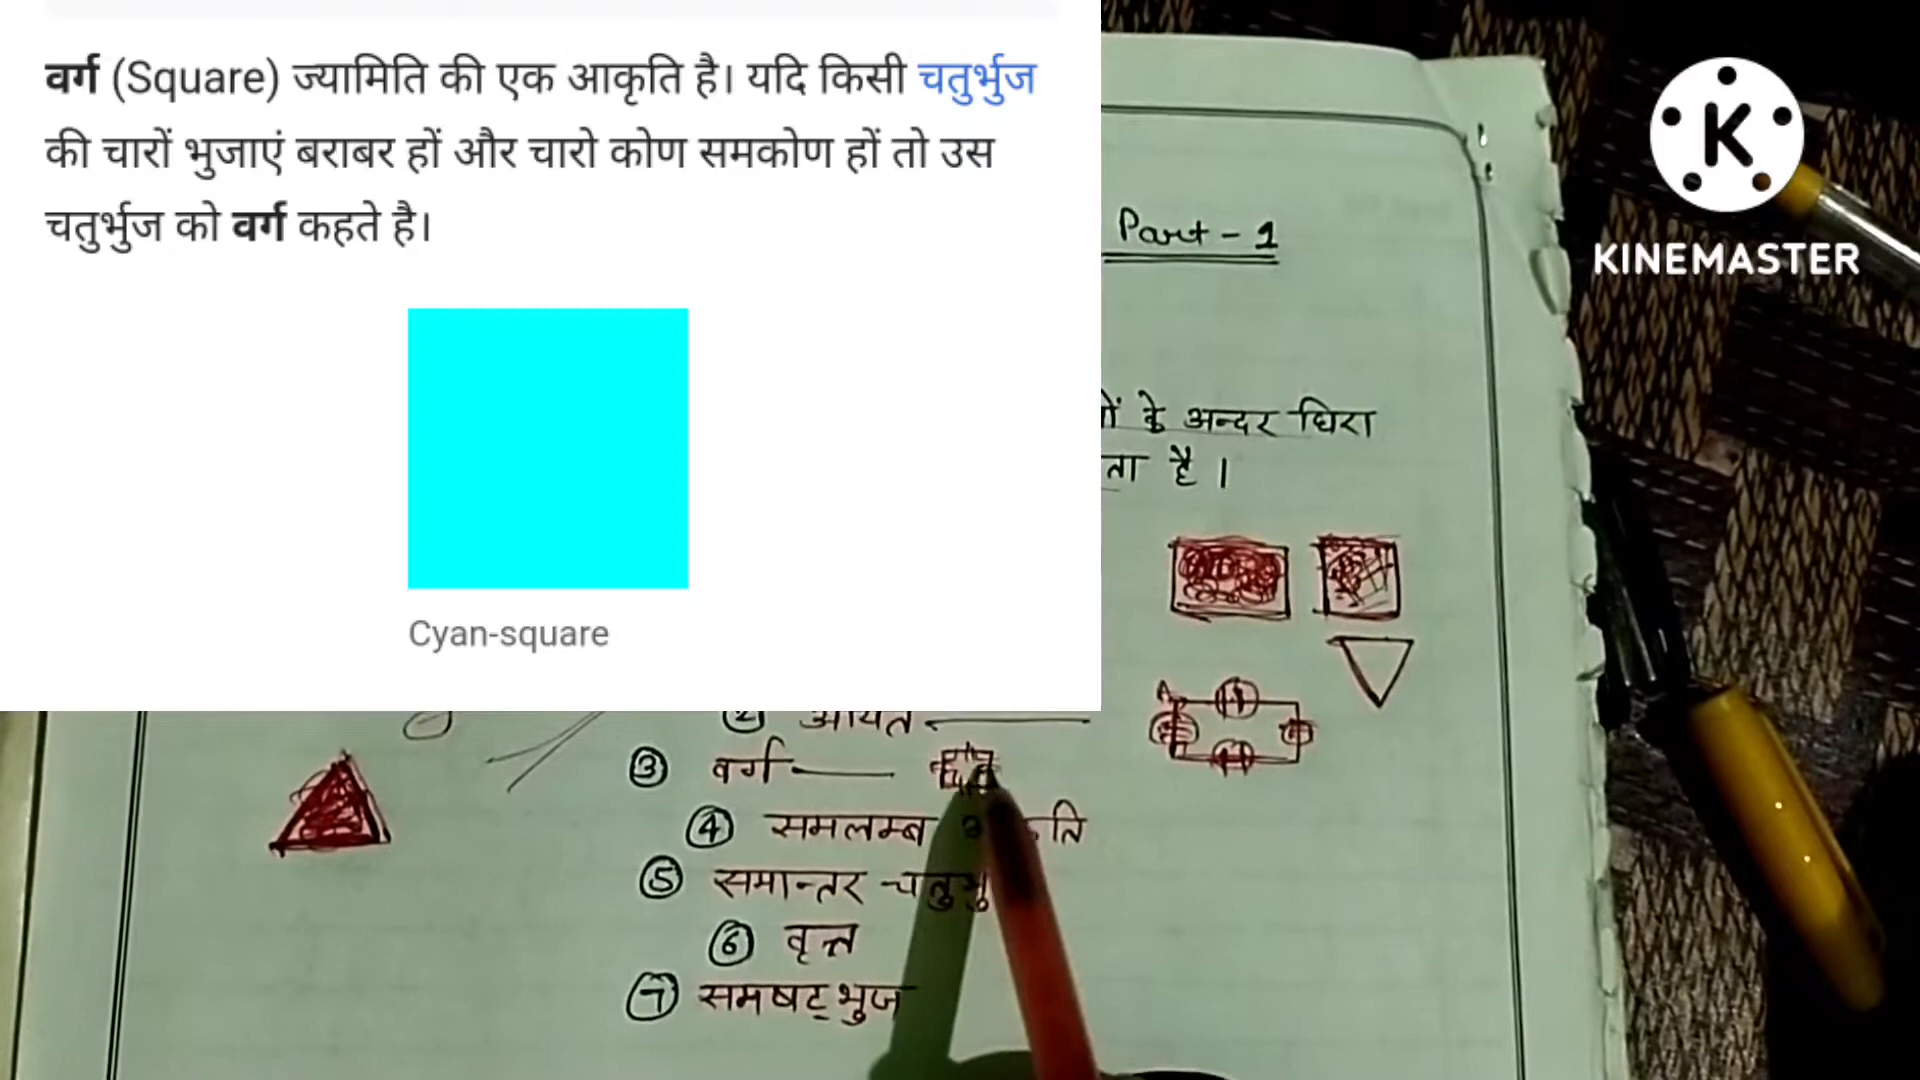 वर्ग (Square) ज्यामिति की एक आकृति है। यदि किसी चतुर्भुज
की चारों भुजाएं बराबर हों और चारो कोण समकोण हों तो उस
चतुर्भुज को वर्ग कहते है।
Cyan-square
K
KINEMASTER
Part - 1
के अन्दर घिरा
ता है।
A
② आयत
③ वर्ग
④ समलम्ब
ति
⑤ समान्तर चतुर्भु
⑥ वृत्त
⑦ समषट्भुज